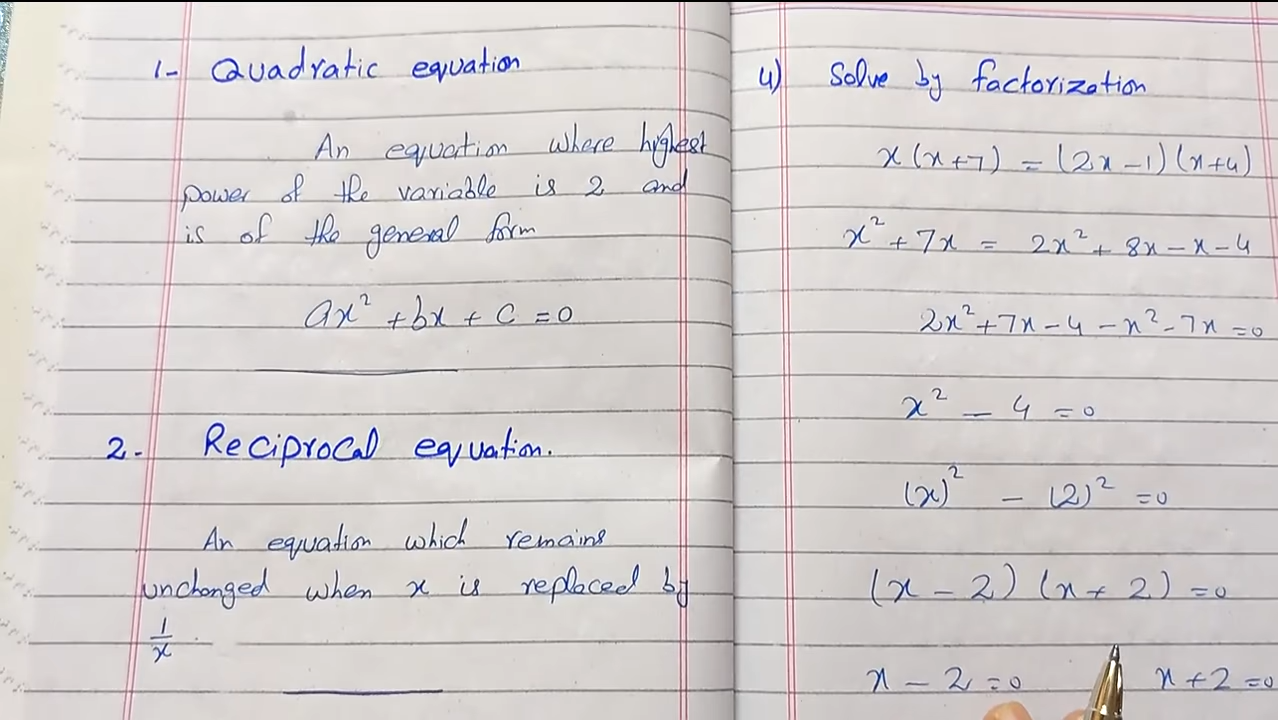 1- Quadratic equation
An equation where highest
power of the variable is 2 and
is of the general form
ax² + bx + c = 0
2- Reciprocal equation.
An equation which remains
unchanged when x is replaced by
1/x
4) Solve by factorization
x(x+7) = (2x-1)(x+4)
x² + 7x = 2x² + 8x - x - 4
2x² + 7x - 4 - x² - 7x = 0
x² - 4 = 0
(x)² - (2)² = 0
(x - 2)(x + 2) = 0
x - 2 = 0 x + 2 = 0